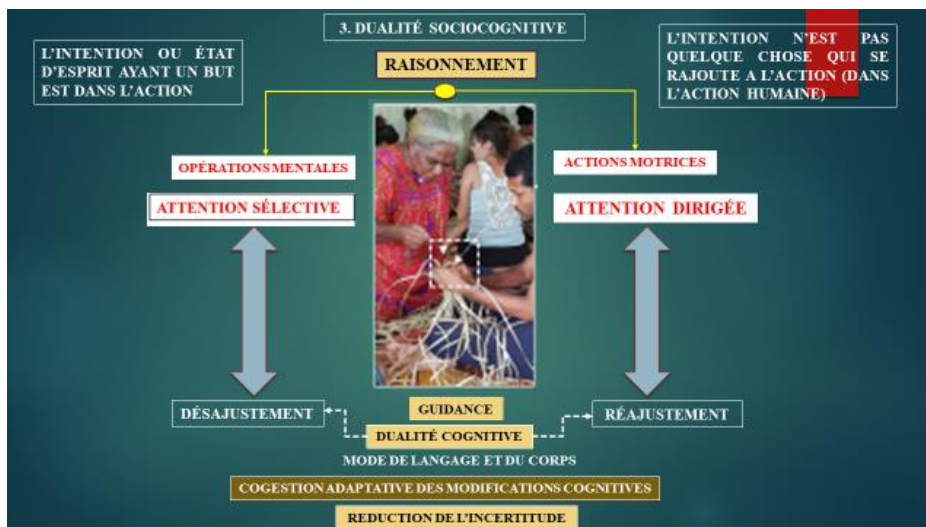 3. DUALITÉ SOCIOCOGNITIVE
L'INTENTION OU ÉTAT
D'ESPRIT AYANT UN BUT
EST DANS L'ACTION
L'INTENTION N'EST PAS
QUELQUE CHOSE QUI SE
RAJOUTE A L'ACTION (DANS
L'ACTION HUMAINE)
RAISONNEMENT
OPÉRATIONS MENTALES
ACTIONS MOTRICES
ATTENTION SÉLECTIVE
ATTENTION DIRIGÉE
DÉSAJUSTEMENT
GUIDANCE
RÉAJUSTEMENT
DUALITÉ COGNITIVE
MODE DE LANGAGE ET DU CORPS
COGESTION ADAPTATIVE DES MODIFICATIONS COGNITIVES
REDUCTION DE L'INCERTITUDE